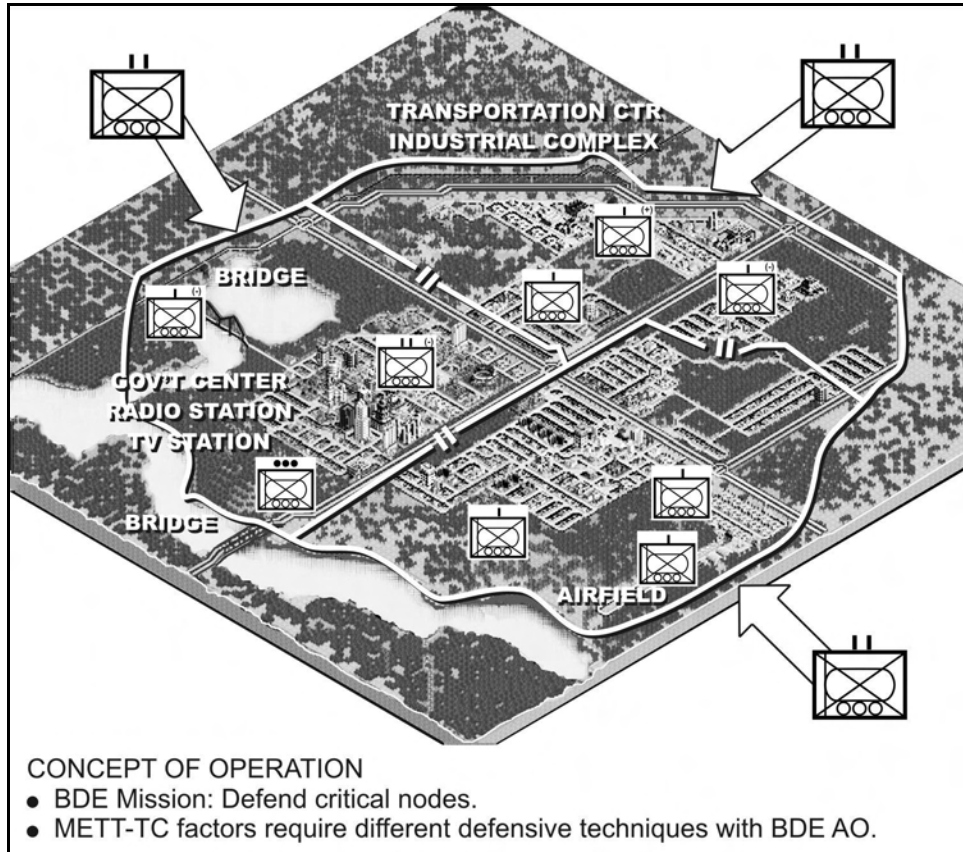 TRANSPORTATION CTR
INDUSTRIAL COMPLEX
(+)
(-)
BRIDGE
(-)
(-)
GOV'T CENTER
RADIO STATION
TV STATION
BRIDGE
AIRFIELD
CONCEPT OF OPERATION
● BDE Mission: Defend critical nodes.
● METT-TC factors require different defensive techniques with BDE AO.